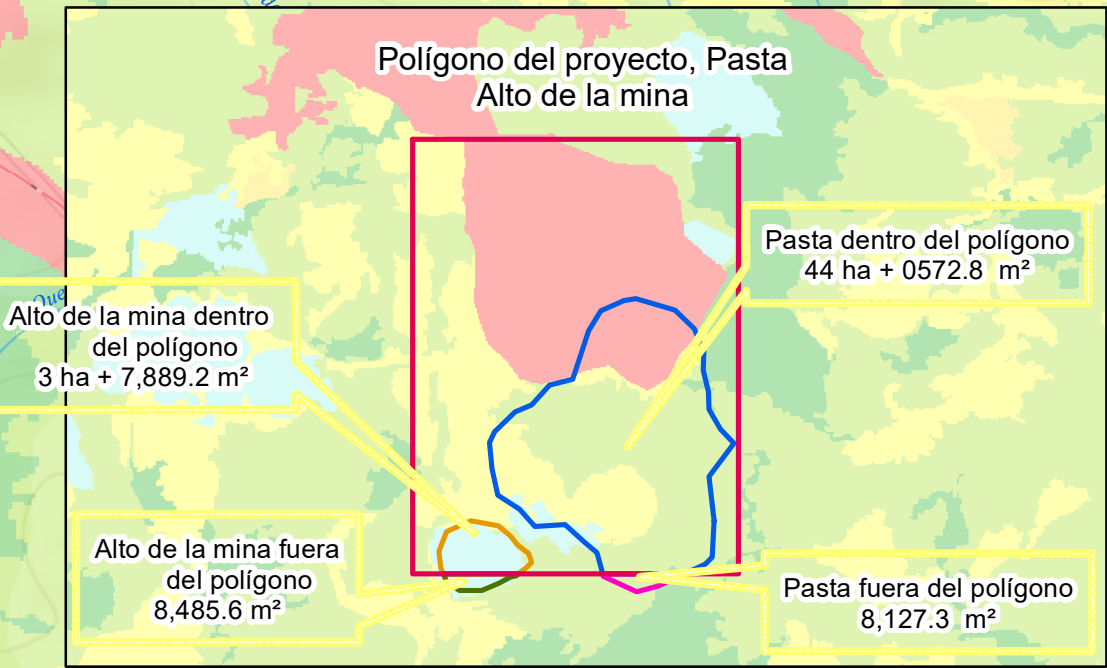 Polígono del proyecto, Pasta
Alto de la mina
Pasta dentro del polígono
44 ha + 0572.8 m²
Que
Alto de la mina dentro
del polígono
3 ha + 7,889.2 m²
Alto de la mina fuera
del polígono
8,485.6 m²
Pasta fuera del polígono
8,127.3 m²